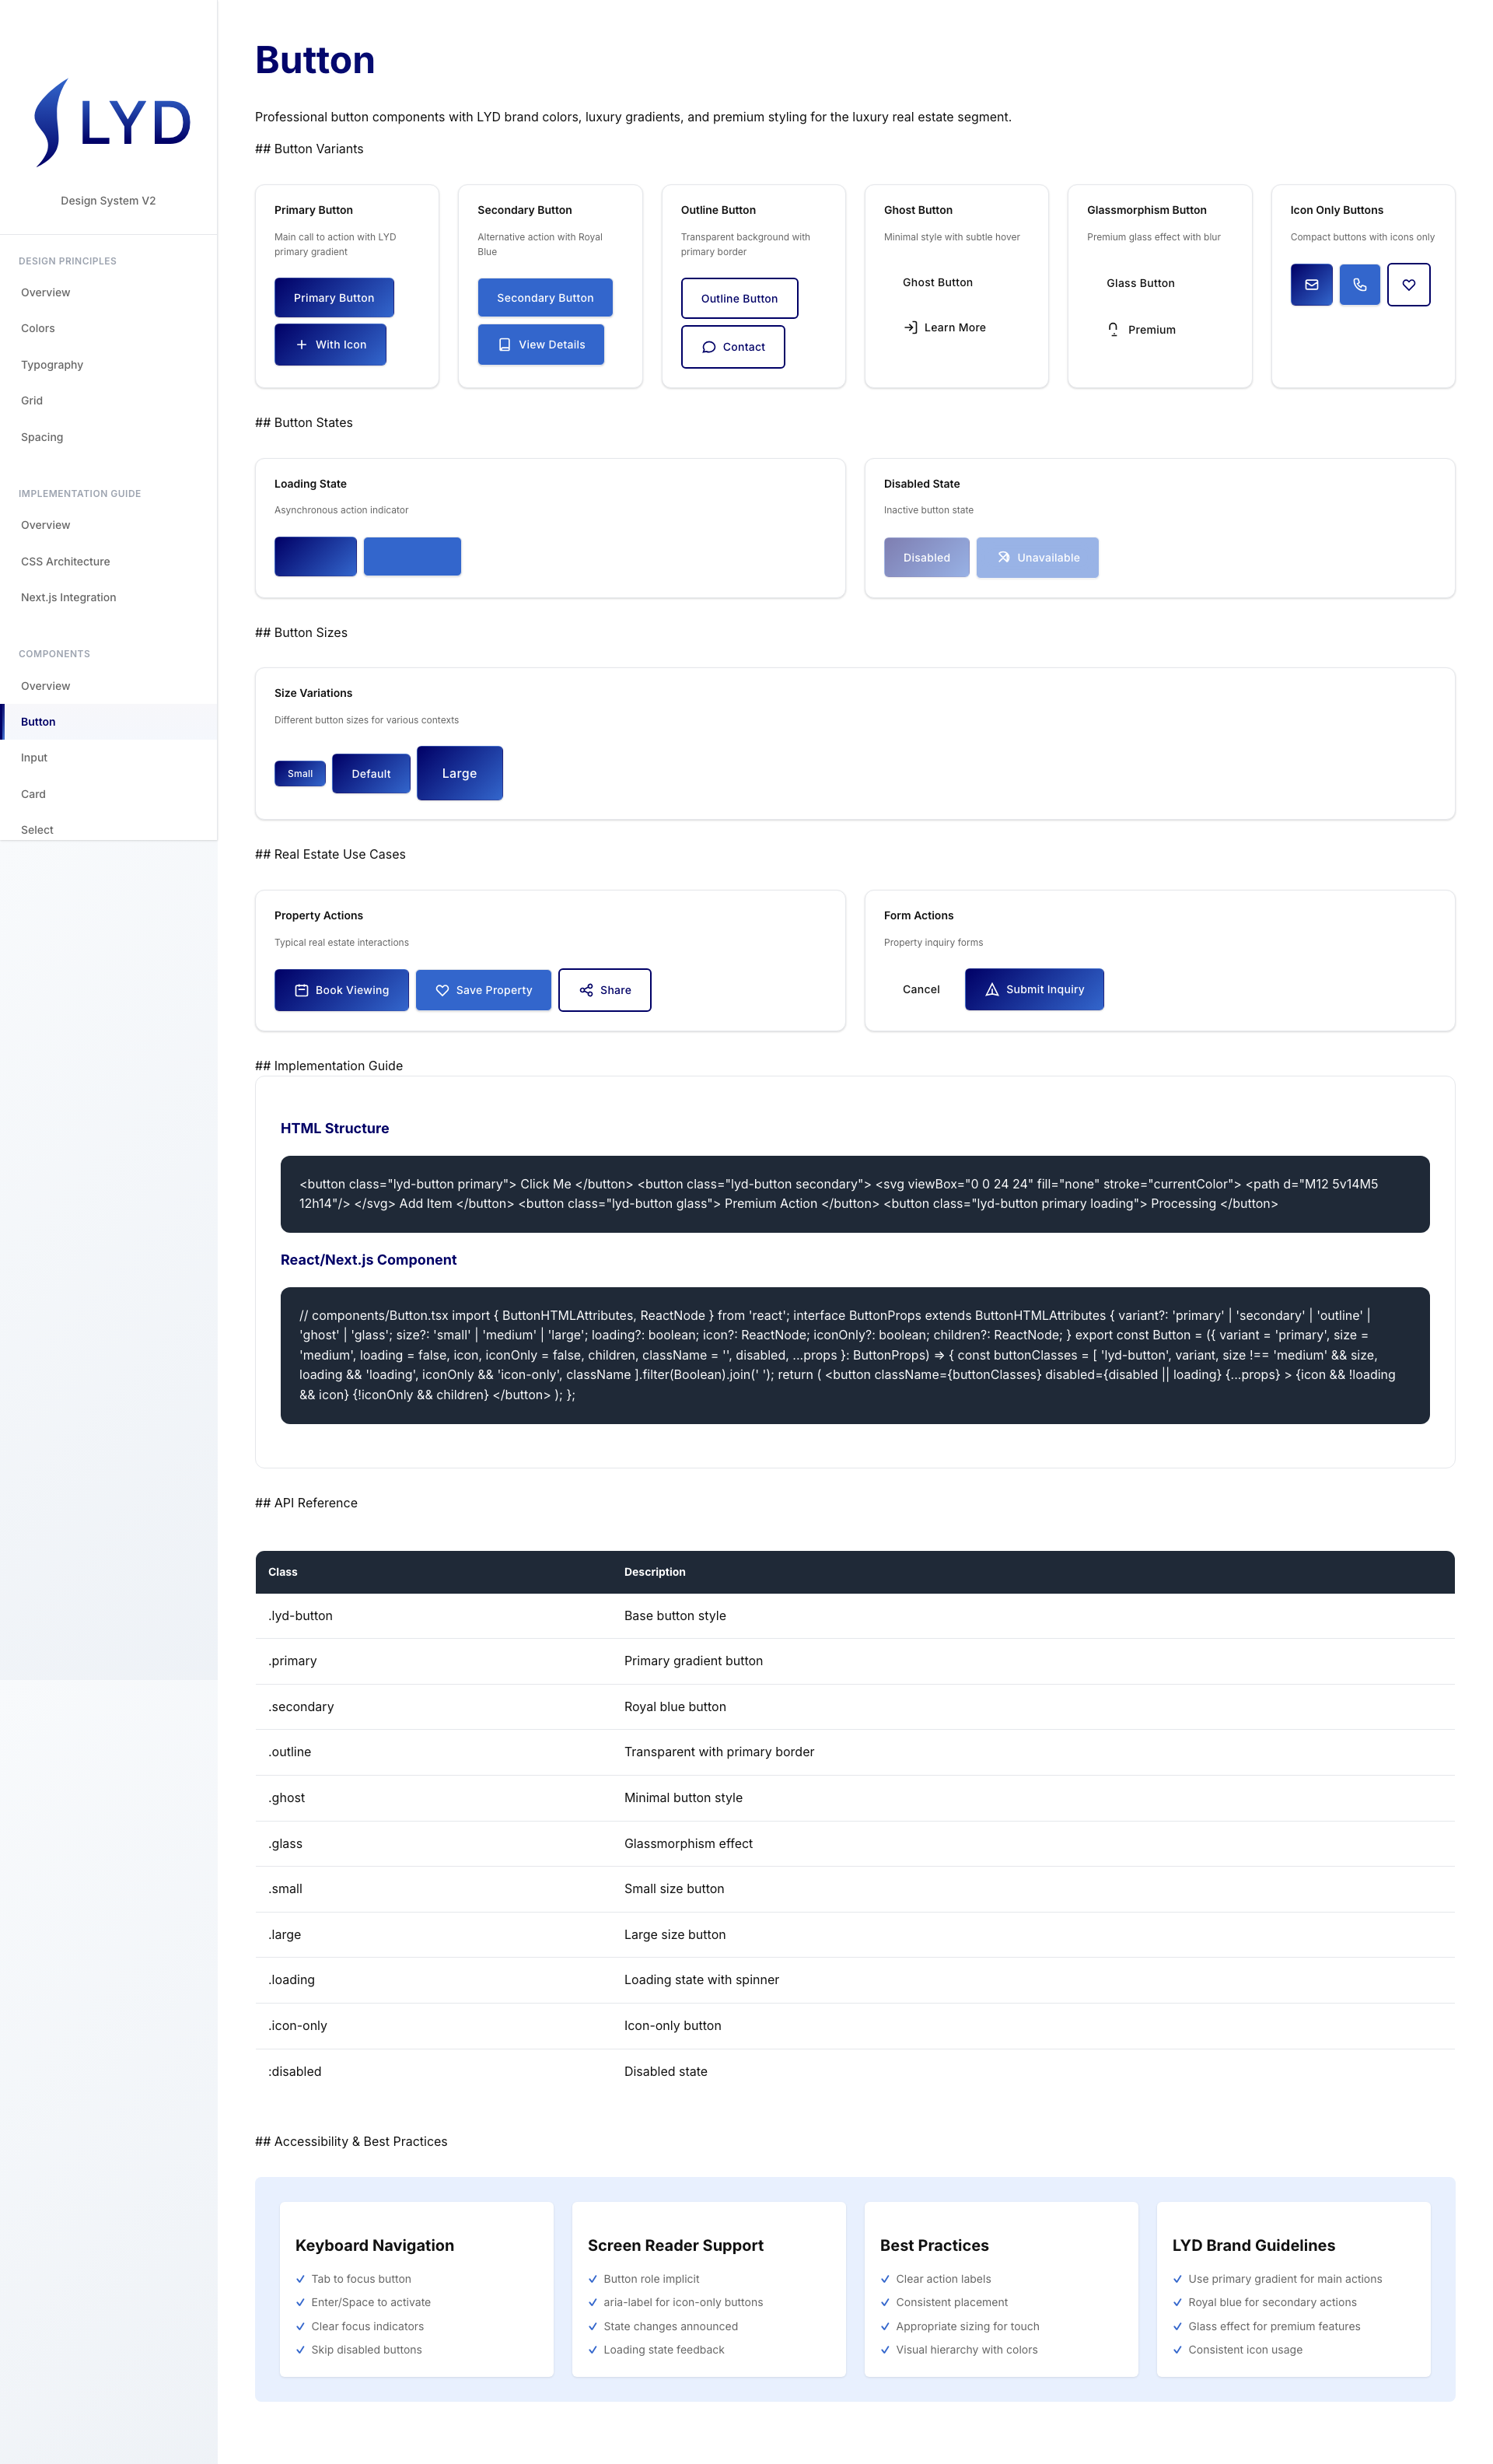 LYD
Design System V2
DESIGN PRINCIPLES
Overview
Colors
Typography
Grid
Spacing
IMPLEMENTATION GUIDE
Overview
CSS Architecture
Next.js Integration
COMPONENTS
Overview
Button
Input
Card
Select
Button
Professional button components with LYD brand colors, luxury gradients, and premium styling for the luxury real estate segment.
## Button Variants
Primary Button
Main call to action with LYD
primary gradient
Primary Button
With Icon
Secondary Button
Alternative action with Royal
Blue
Secondary Button
View Details
Outline Button
Transparent background with
primary border
Outline Button
Contact
Ghost Button
Minimal style with subtle hover
Ghost Button
Learn More
Glassmorphism Button
Premium glass effect with blur
Glass Button
Premium
Icon Only Buttons
Compact buttons with icons only
## Button States
Loading State
Asynchronous action indicator
Disabled State
Inactive button state
Disabled
Unavailable
## Button Sizes
Size Variations
Different button sizes for various contexts
Small
Default
Large
## Real Estate Use Cases
Property Actions
Typical real estate interactions
Book Viewing
Save Property
Share
Form Actions
Property inquiry forms
Cancel
Submit Inquiry
## Implementation Guide
HTML Structure
<button class="lyd-button primary"> Click Me </button> <button class="lyd-button secondary"> <svg viewBox="0 0 24 24" fill="none" stroke="currentColor"> <path d="M12 5v14M5
12h14"/> </svg> Add Item </button> <button class="lyd-button glass"> Premium Action </button> <button class="lyd-button primary loading"> Processing </button>
React/Next.js Component
// components/Button.tsx import { ButtonHTMLAttributes, ReactNode } from 'react'; interface ButtonProps extends ButtonHTMLAttributes { variant?: 'primary' | 'secondary' | 'outline' |
'ghost' | 'glass'; size?: 'small' | 'medium' | 'large'; loading?: boolean; icon?: ReactNode; iconOnly?: boolean; children?: ReactNode; } export const Button = ({ variant = 'primary', size =
'medium', loading = false, icon, iconOnly = false, children, className = '', disabled, ...props }: ButtonProps) => { const buttonClasses = [ 'lyd-button', variant, size !== 'medium' && size,
loading && 'loading', iconOnly && 'icon-only', className ].filter(Boolean).join(' '); return ( <button className={buttonClasses} disabled={disabled || loading} {...props} > {icon && !loading
&& icon} {!iconOnly && children} </button> ); };
## API Reference
Class Description
.lyd-button Base button style
.primary Primary gradient button
.secondary Royal blue button
.outline Transparent with primary border
.ghost Minimal button style
.glass Glassmorphism effect
.small Small size button
.large Large size button
.loading Loading state with spinner
.icon-only Icon-only button
:disabled Disabled state
## Accessibility & Best Practices
Keyboard Navigation
Tab to focus button
Enter/Space to activate
Clear focus indicators
Skip disabled buttons
Screen Reader Support
Button role implicit
aria-label for icon-only buttons
State changes announced
Loading state feedback
Best Practices
Clear action labels
Consistent placement
Appropriate sizing for touch
Visual hierarchy with colors
LYD Brand Guidelines
Use primary gradient for main actions
Royal blue for secondary actions
Glass effect for premium features
Consistent icon usage